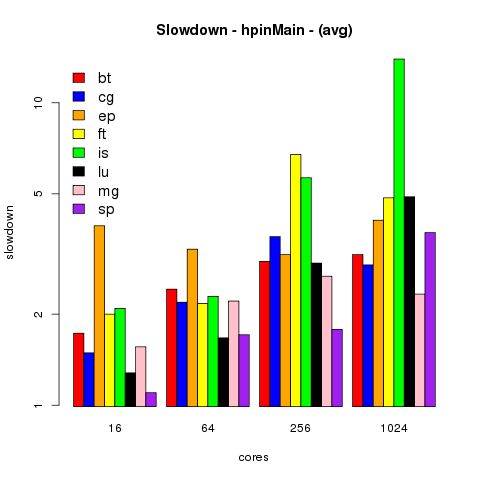 Slowdown - hpinMain - (avg)
slowdown
10
5
2
1
bt
cg
ep
ft
is
lu
mg
sp
16 64 256 1024
cores